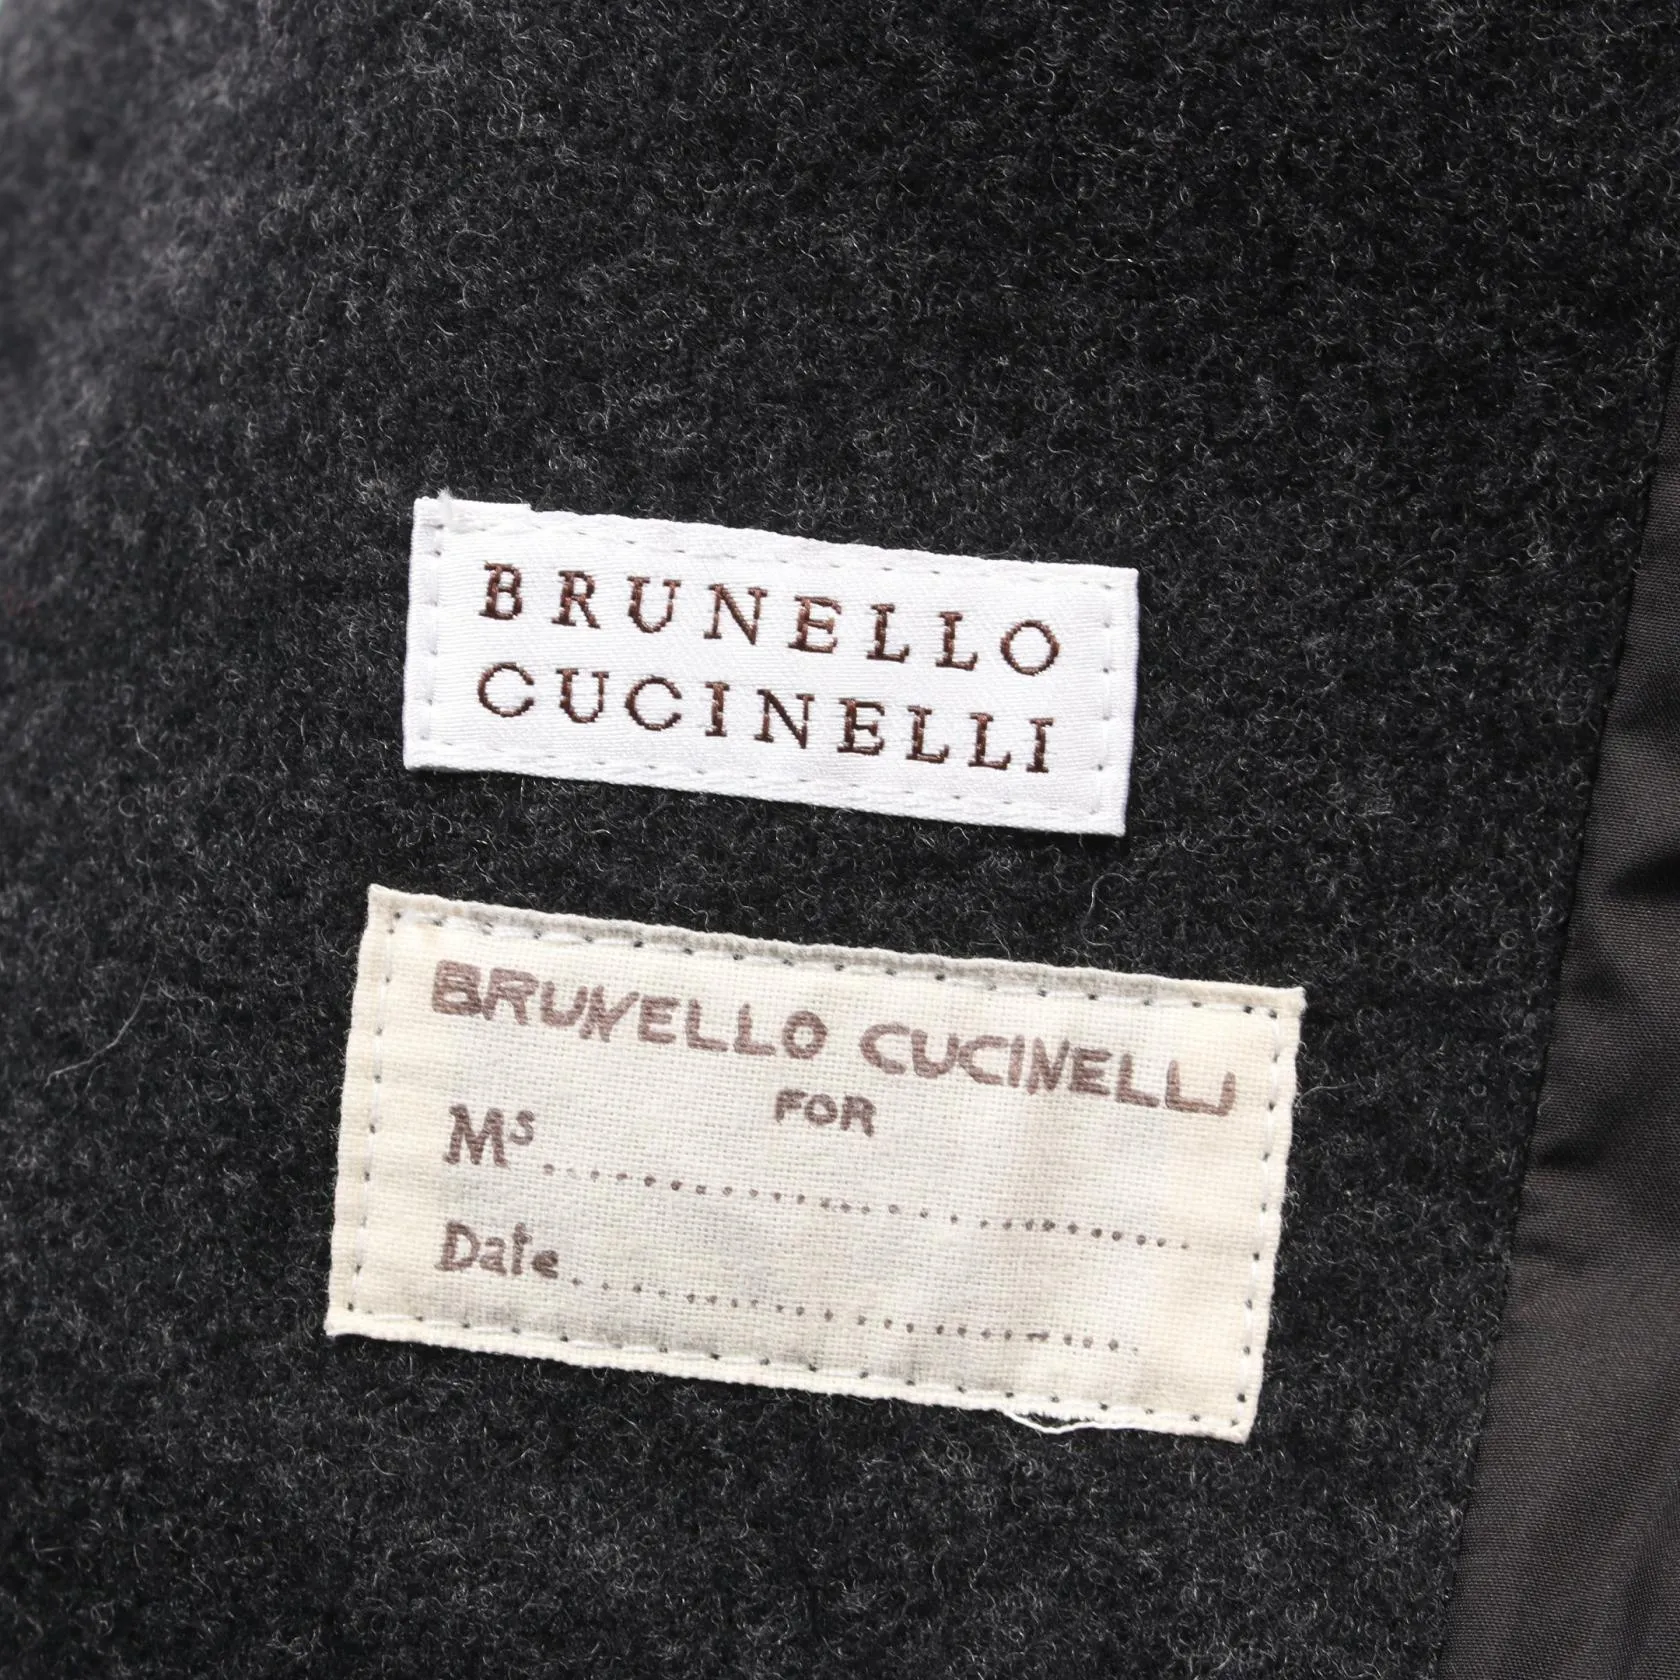 BRUNELLO
CUCINELLI
BRUNELLO CUCINELLI
FOR
Ms..........
Date..........